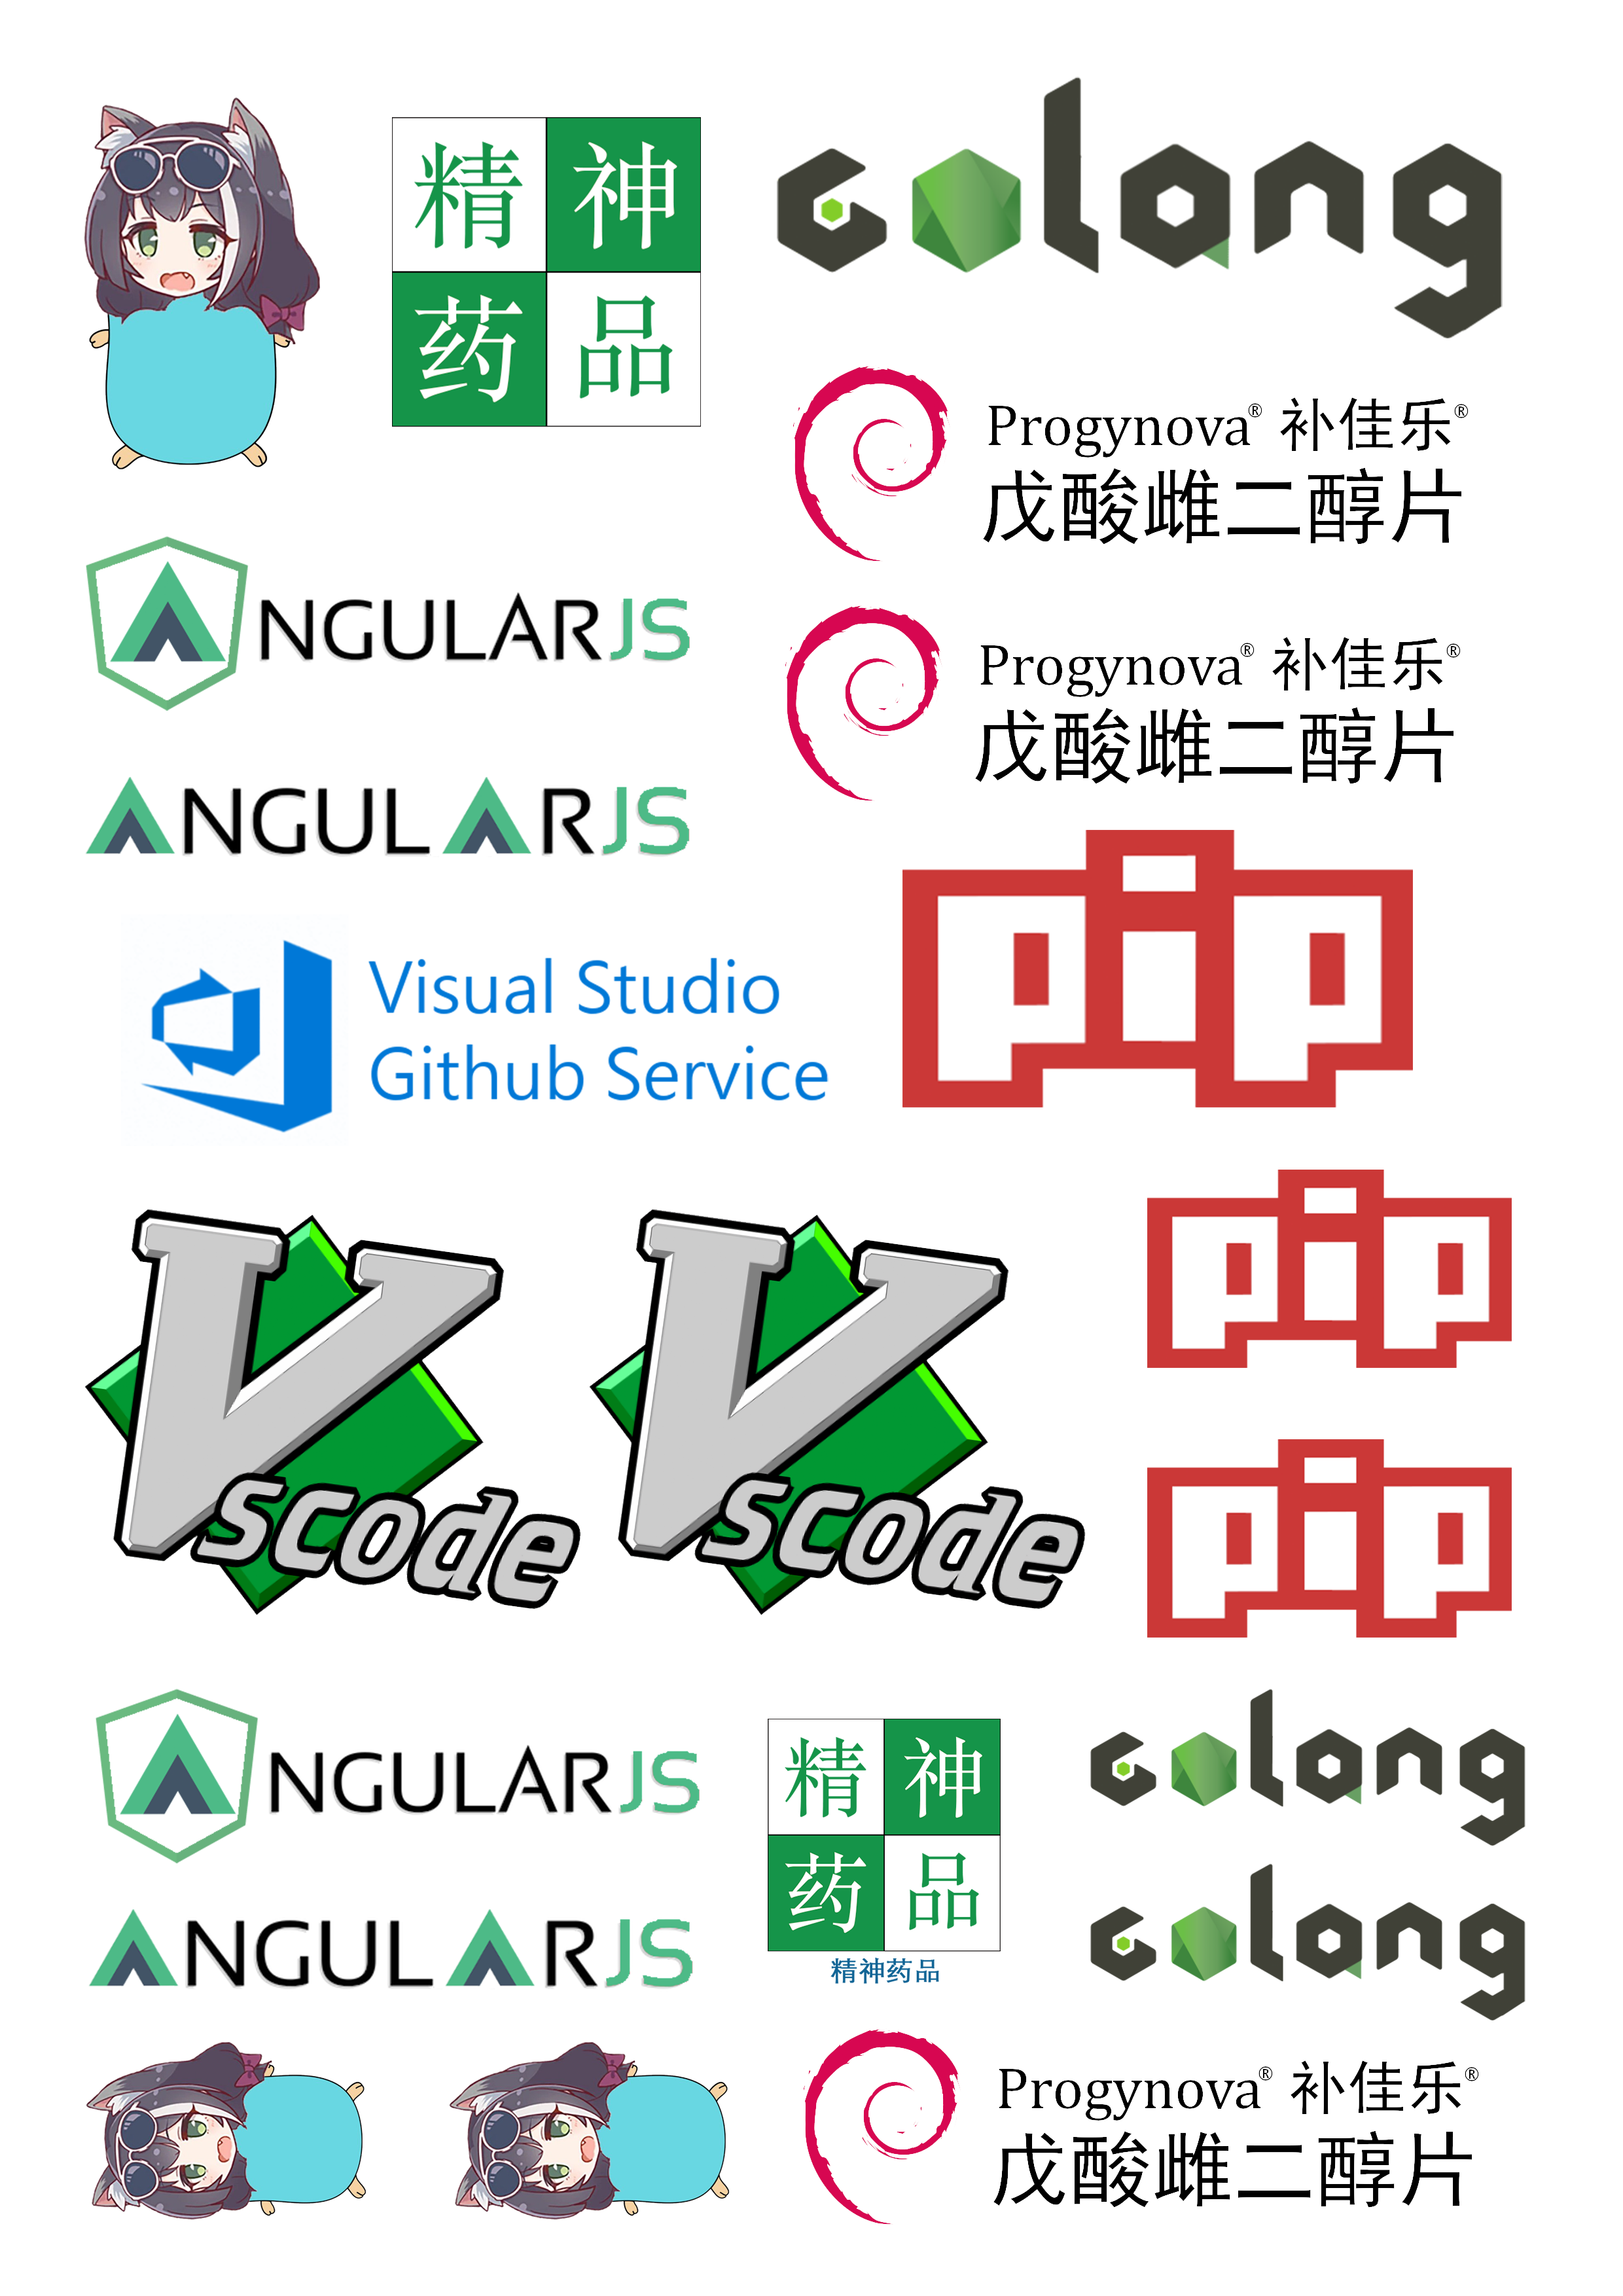 精神
药品
golang
Progynova® 补佳乐®
戊酸雌二醇片
ANGULARJS
Progynova® 补佳乐®
戊酸雌二醇片
ANGULARJS
Visual Studio
Github Service
pip
Vscode
Vscode
pip
pip
ANGULARJS
精神
药品
精神药品
golang
ANGULARJS
golang
Progynova® 补佳乐®
戊酸雌二醇片